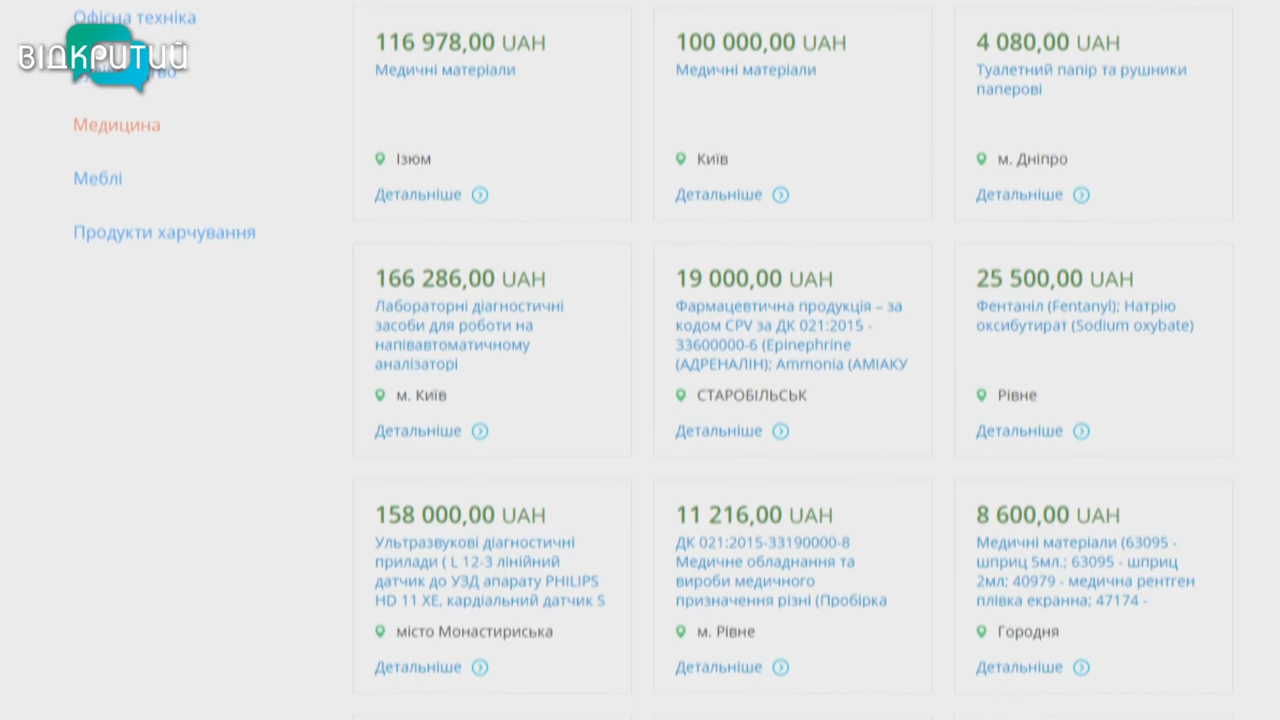 Офісна техніка
ВІДКРИТИЙ
Медицина
Меблі
Продукти харчування
116 978,00 UAH
Медичні матеріали
Ізюм
Детальніше
100 000,00 UAH
Медичні матеріали
Київ
Детальніше
4 080,00 UAH
Туалетний папір та рушники
паперові
м. Дніпро
Детальніше
166 286,00 UAH
Лабораторні діагностичні
засоби для роботи на
напівавтоматичному
аналізаторі
м. Київ
Детальніше
19 000,00 UAH
Фармацевтична продукція – за
кодом CPV за ДК 021:2015 -
33600000-6 (Epinephrine
(АДРЕНАЛІН); Ammonia (АМІАКУ
СТАРОБІЛЬСЬК
Детальніше
25 500,00 UAH
Фентаніл (Fentanyl); Натрію
оксибутират (Sodium oxybate)
Рівне
Детальніше
158 000,00 UAH
Ультразвукові діагностичні
прилади ( L 12-3 лінійний
датчик до УЗД апарату PHILIPS
HD 11 XE, кардіальний датчик S
місто Монастириська
Детальніше
11 216,00 UAH
ДК 021:2015-33190000-8
Медичне обладнання та
вироби медичного
призначення різні (Пробірка
м. Рівне
Детальніше
8 600,00 UAH
Медичні матеріали (63095 -
шприц 5мл.; 63095 - шприц
2мл; 40979 - медична рентген
плівка екранна; 47174 -
Городня
Детальніше